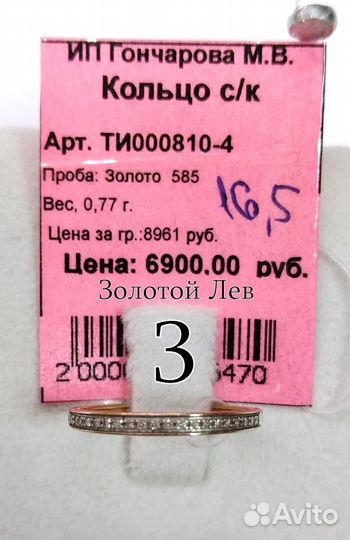 ИП Гончарова М.В.
Кольцо с/к
Арт. ТИ000810-4
Проба: Золото 585
16,5
Вес, 0,77 г.
Цена за гр.:8961 руб.
Цена: 6900.00 руб.
Золотой Лев
3
Avito